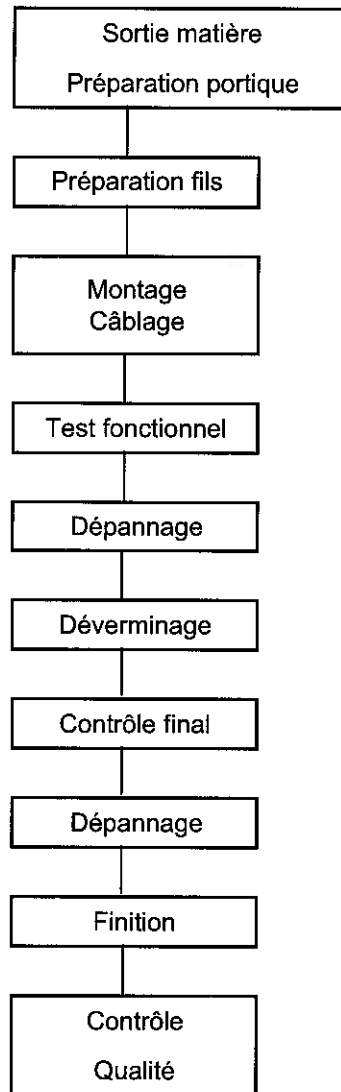 Sortie matière
Préparation portique
Préparation fils
Montage
Câblage
Test fonctionnel
Dépannage
Déverminage
Contrôle final
Dépannage
Finition
Contrôle
Qualité